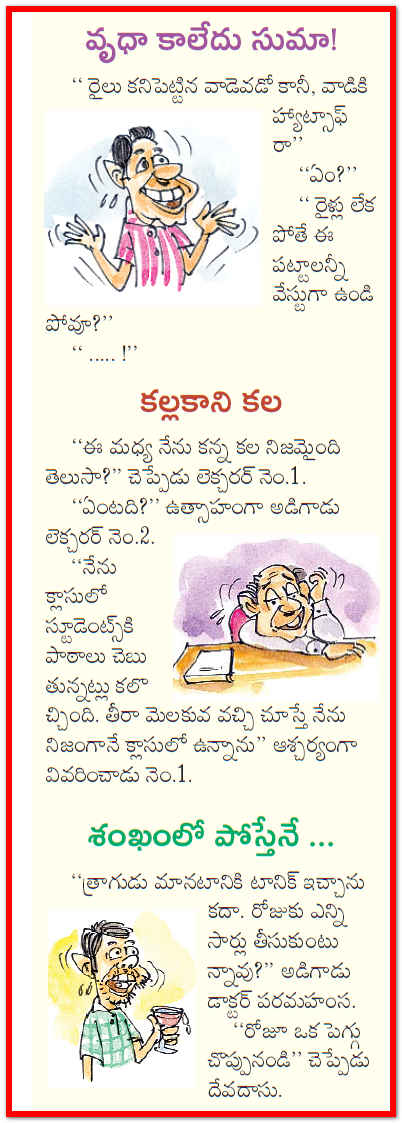 వృధా కాలేదు సుమా!
“ రైలు కనిపెట్టిన వాడెవడో కానీ, వాడికి
హ్యాట్సాఫ్
రా”
“ఏం?”
“ రైళ్లు లేక
పోతే ఈ
పట్టాలన్నీ
వేస్టుగా ఉండి
పోవూ?”
“ ..... !”
కల్లకాని కల
“ఈ మధ్య నేను కన్న కల నిజమైంది
తెలుసా?” చెప్పేడు లెక్చరర్ నెం.1.
“ఏంటది?” ఉత్సాహంగా అడిగాడు
లెక్చరర్ నెం.2.
“నేను
క్లాసులో
స్టూడెంట్స్‌కి
పాఠాలు చెబు
తున్నట్లు కలొ
చ్చింది. తీరా మెలకువ వచ్చి చూస్తే నేను
నిజంగానే క్లాసులో ఉన్నాను” ఆశ్చర్యంగా
వివరించాడు నెం.1.
శంఖంలో పోస్తేనే ...
“త్రాగుడు మానటానికి టానిక్ ఇచ్చాను
కదా. రోజుకు ఎన్ని
సార్లు తీసుకుంటు
న్నావు?” అడిగాడు
డాక్టర్ పరమహంస.
“రోజూ ఒక పెగ్గు
చొప్పునండి” చెప్పేడు
దేవదాసు.